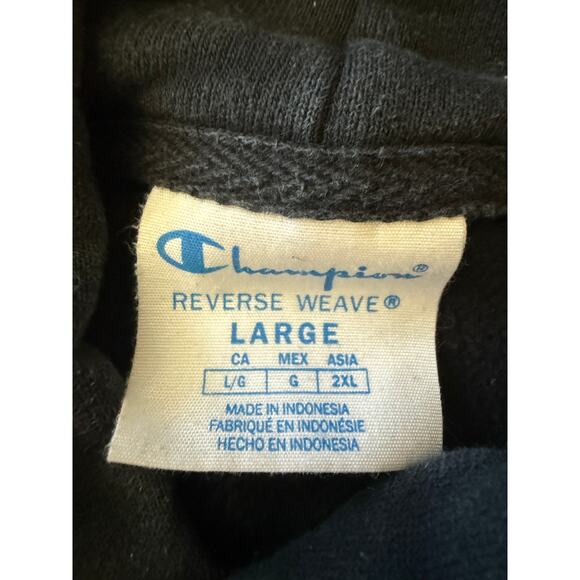 Champion®
REVERSE WEAVE®
LARGE
CA MEX ASIA
L/G G 2XL
MADE IN INDONESIA
FABRIQUÉ EN INDONÉSIE
HECHO EN INDONESIA